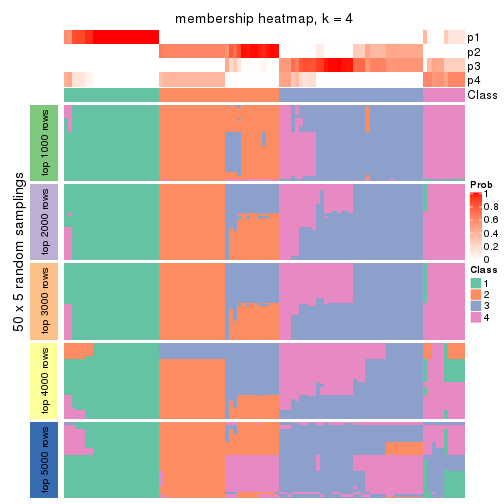 membership heatmap, k = 4
p1
p2
p3
p4
Class
50 x 5 random samplings
top 1000 rows
top 2000 rows
top 3000 rows
top 4000 rows
top 5000 rows
Prob
1
0.8
0.6
0.4
0.2
0
Class
1
2
3
4